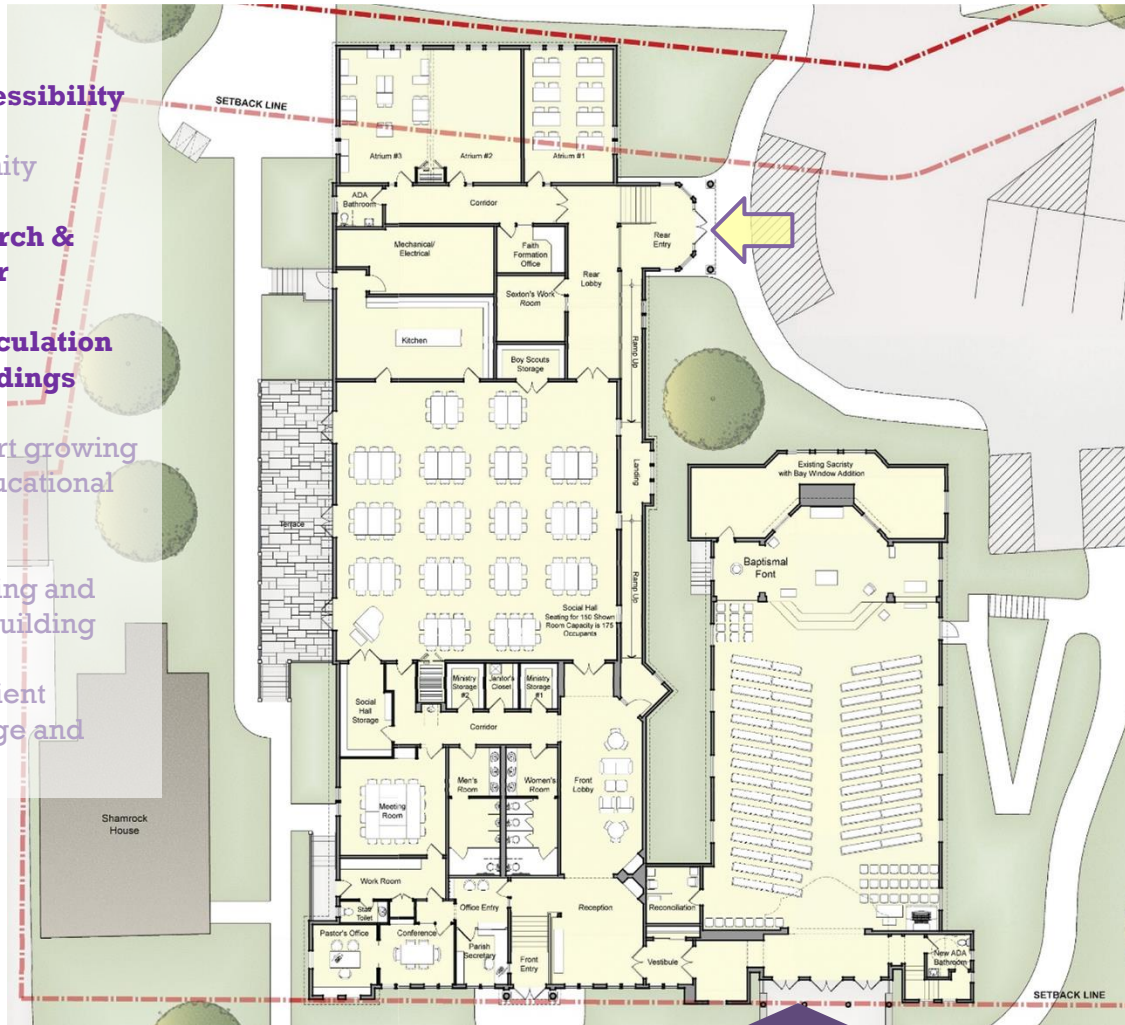 essibility
ity
rch &
r
culation
dings
rt growing
ucational
ing and
uilding
ient
ge and
SETBACK LINE
Atrium #3
Atrium #2
Atrium #1
ADA
Bathroom
Corridor
Mechanical/
Electrical
Faith
Formation
Office
Rear
Entry
Rear
Lobby
Sexton's Work
Room
Kitchen
Boy Scouts
Storage
Ramp Up
Landing
Ramp Up
Terrace
Social Hall
Seating for 150 Shown
Room Capacity is 175
Occupants
Existing Sacristy
with Bay Window Addition
Baptismal
Font
Social
Hall
Storage
Ministry
Storage
#2
Janitor's
Closet
Ministry
Storage
#1
Corridor
Meeting
Room
Men's
Room
Women's
Room
Front
Lobby
Shamrock
House
Work Room
Staff
Toilet
Office Entry
Reception
Reconciliation
Pastor's Office
Conference
Parish
Secretary
Front
Entry
Vestibule
New ADA
Bathroom
SETBACK LINE